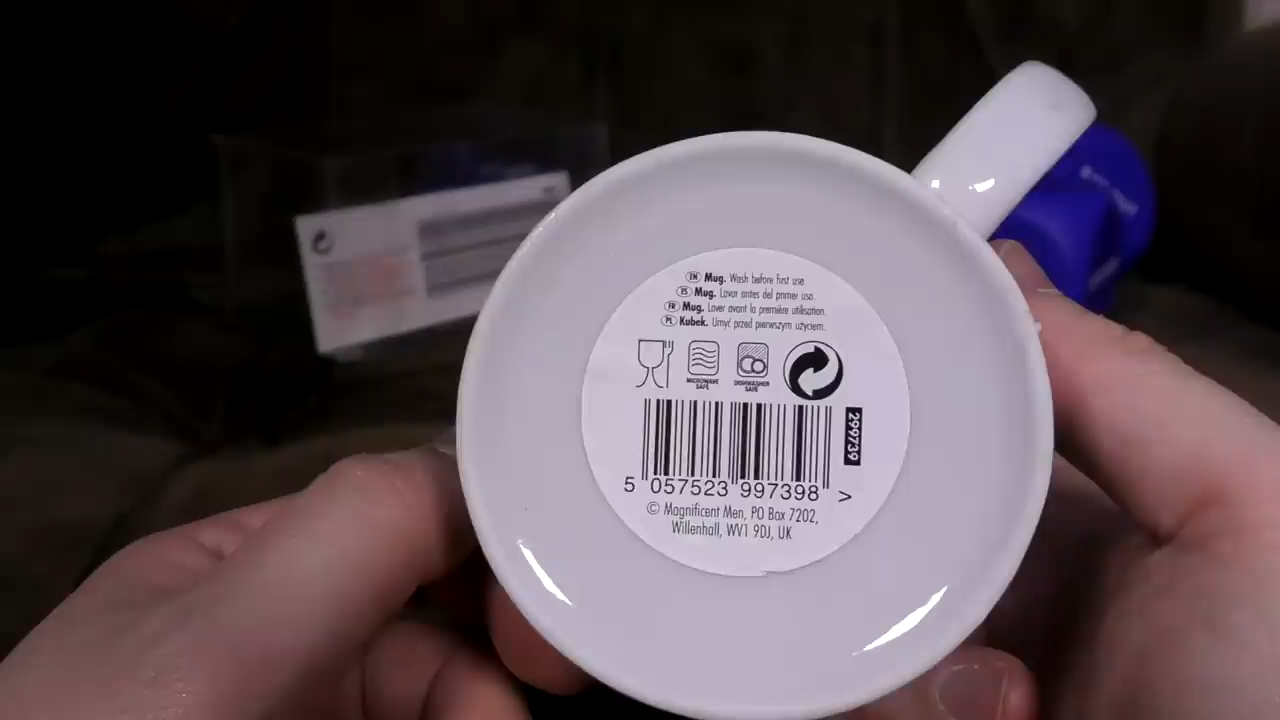 EN Mug. Wash before first use.
ES Mug. Lavar antes del primer uso.
FR Mug. Laver avant la première utilisation.
PL Kubek. Umyć przed pierwszym użyciem.
MICROWAVE SAFE
DISHWASHER SAFE
299739
5 057523 997398 >
© Magnificent Men, PO Box 7202,
Willenhall, WV1 9DJ, UK